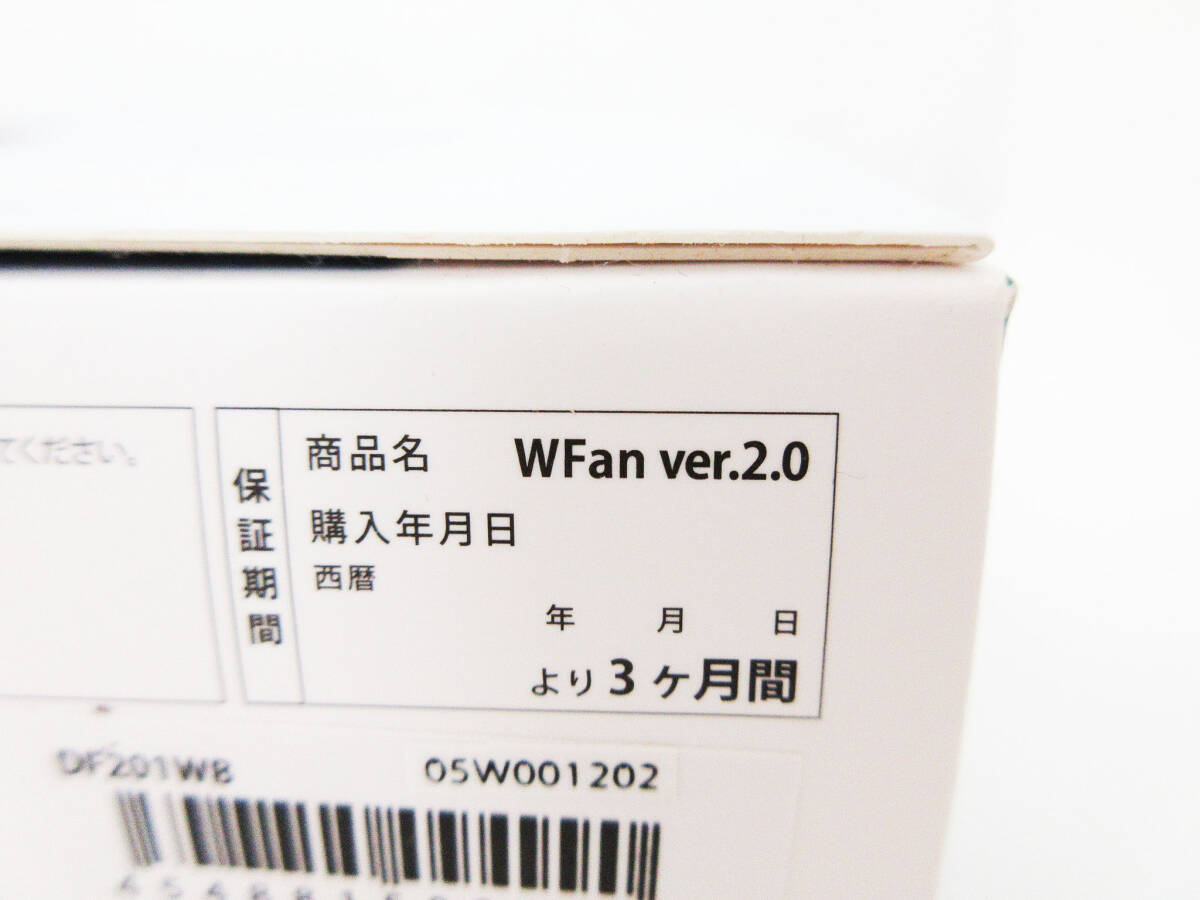 てください。
保証期間
商品名 WFan ver.2.0
購入年月日
西暦
年 月 日
より 3 ヶ月間
DF201WB 05W001202